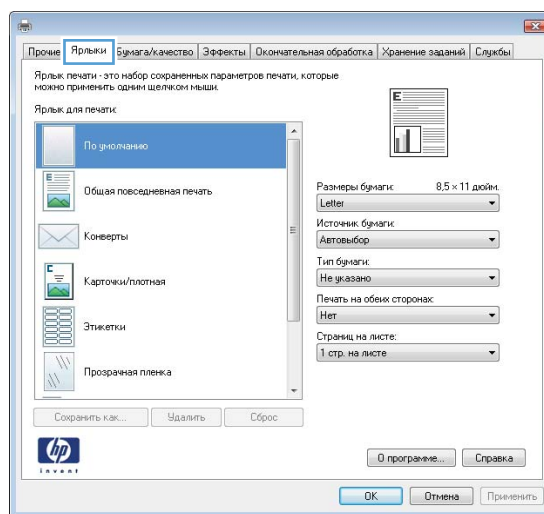 Прочие Ярлыки Бумага/качество Эффекты Окончательная обработка Хранение заданий Службы
Ярлык печати - это набор сохраненных параметров печати, которые
можно применить одним щелчком мыши.
Ярлык для печати:
По умолчанию
Общая повседневная печать
Конверты
Карточки/плотная
Этикетки
Прозрачная пленка
Сохранить как... Удалить Сброс
E
Размеры бумаги: 8,5 × 11 дюйм.
Letter
Источник бумаги:
Автовыбор
Тип бумаги:
Не указано
Печать на обеих сторонах:
Нет
Страниц на листе:
1 стр. на листе
hp
invent
О программе... Справка
OK Отмена Применить